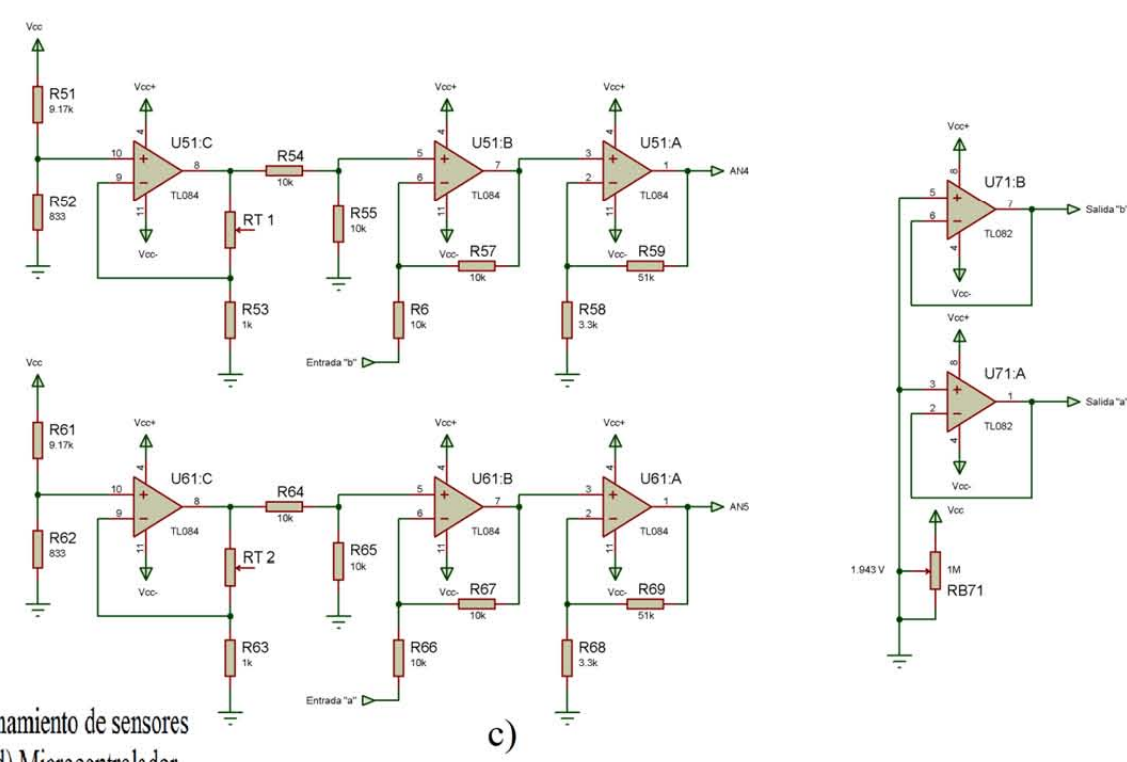 Vcc
R51
9.17k
R52
833
Vcc+
4
10
9
8
11
U51:C
TL084
Vcc-
RT 1
R53
1k
R54
10k
R55
10k
Vcc+
4
5
6
7
11
U51:B
TL084
Vcc-
R57
10k
R6
10k
Entrada "b"
Vcc+
4
3
2
1
11
U51:A
TL084
Vcc-
R59
51k
R58
3.3k
AN4
Vcc
R61
9.17k
R62
833
Vcc+
4
10
9
8
11
U61:C
TL084
Vcc-
RT 2
R63
1k
R64
10k
R65
10k
Vcc+
4
5
6
7
11
U61:B
TL084
Vcc-
R67
10k
R66
10k
Entrada "a"
Vcc+
4
3
2
1
11
U61:A
TL084
Vcc-
R69
51k
R68
3.3k
AN5
Vcc+
8
5
6
7
4
U71:B
TL082
Vcc-
Salida "b"
Vcc+
8
3
2
1
4
U71:A
TL082
Vcc-
Salida "a"
Vcc
1.943 V
1M
RB71
de sensores
c)